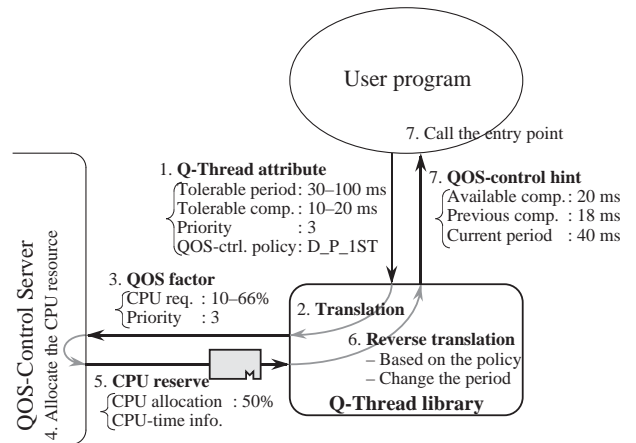 User program
7. Call the entry point
1. Q-Thread attribute
Tolerable period: 30–100 ms
Tolerable comp.: 10–20 ms
Priority : 3
QOS-ctrl. policy: D_P_1ST
7. QOS-control hint
Available comp.: 20 ms
Previous comp. : 18 ms
Current period : 40 ms
QOS-Control Server
4. Allocate the CPU resource
3. QOS factor
CPU req. : 10–66%
Priority : 3
2. Translation
6. Reverse translation
– Based on the policy
– Change the period
Q-Thread library
5. CPU reserve
CPU allocation : 50%
CPU-time info.